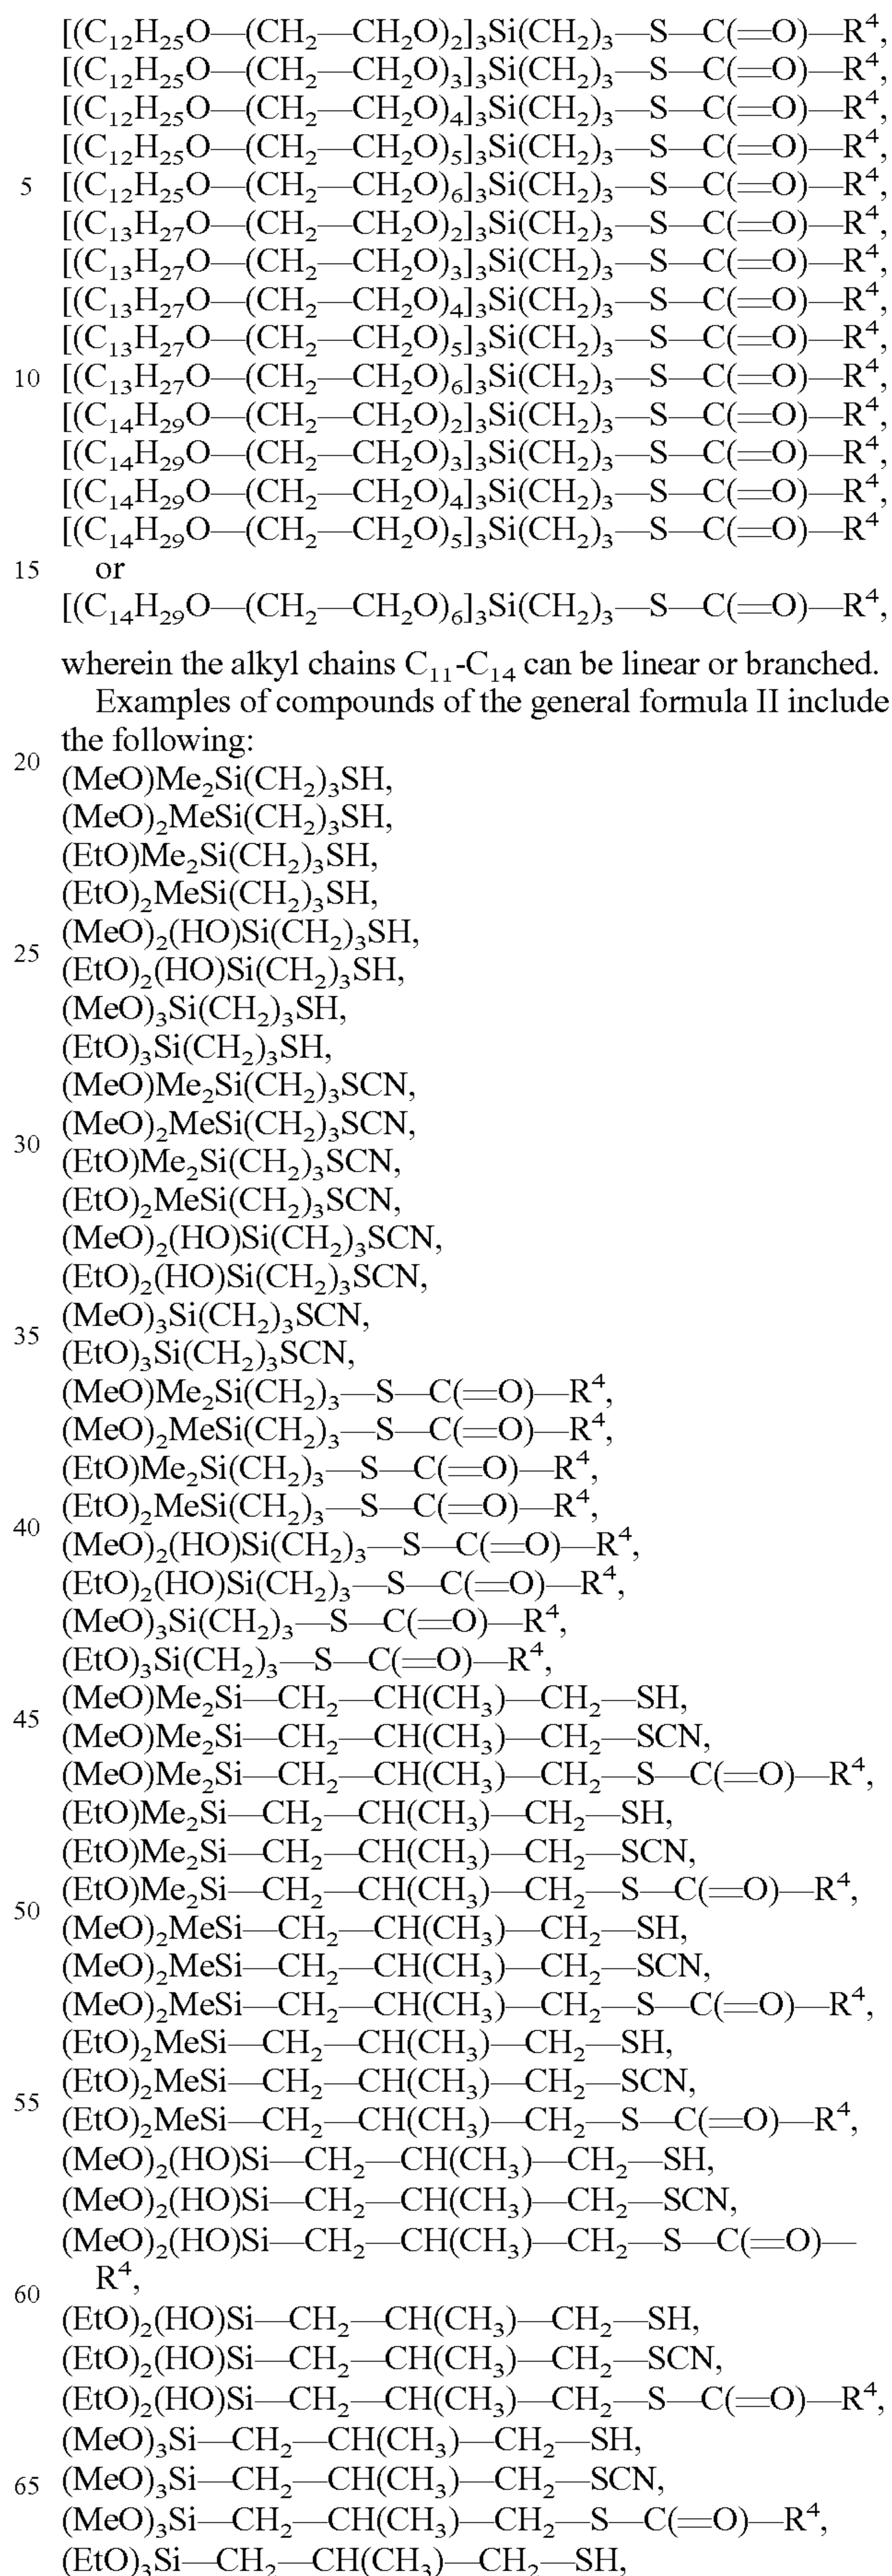 [(C₁₂H₂₅O—(CH₂—CH₂O)₂]₃Si(CH₂)₃—S—C(═O)—R⁴,
[(C₁₂H₂₅O—(CH₂—CH₂O)₃]₃Si(CH₂)₃—S—C(═O)—R⁴,
[(C₁₂H₂₅O—(CH₂—CH₂O)₄]₃Si(CH₂)₃—S—C(═O)—R⁴,
[(C₁₂H₂₅O—(CH₂—CH₂O)₅]₃Si(CH₂)₃—S—C(═O)—R⁴,
5 [(C₁₂H₂₅O—(CH₂—CH₂O)₆]₃Si(CH₂)₃—S—C(═O)—R⁴,
[(C₁₃H₂₇O—(CH₂—CH₂O)₂]₃Si(CH₂)₃—S—C(═O)—R⁴,
[(C₁₃H₂₇O—(CH₂—CH₂O)₃]₃Si(CH₂)₃—S—C(═O)—R⁴,
[(C₁₃H₂₇O—(CH₂—CH₂O)₄]₃Si(CH₂)₃—S—C(═O)—R⁴,
[(C₁₃H₂₇O—(CH₂—CH₂O)₅]₃Si(CH₂)₃—S—C(═O)—R⁴,
10 [(C₁₃H₂₇O—(CH₂—CH₂O)₆]₃Si(CH₂)₃—S—C(═O)—R⁴,
[(C₁₄H₂₉O—(CH₂—CH₂O)₂]₃Si(CH₂)₃—S—C(═O)—R⁴,
[(C₁₄H₂₉O—(CH₂—CH₂O)₃]₃Si(CH₂)₃—S—C(═O)—R⁴,
[(C₁₄H₂₉O—(CH₂—CH₂O)₄]₃Si(CH₂)₃—S—C(═O)—R⁴,
[(C₁₄H₂₉O—(CH₂—CH₂O)₅]₃Si(CH₂)₃—S—C(═O)—R⁴
15 or
[(C₁₄H₂₉O—(CH₂—CH₂O)₆]₃Si(CH₂)₃—S—C(═O)—R⁴,
wherein the alkyl chains C₁₁-C₁₄ can be linear or branched.
Examples of compounds of the general formula II include
the following:
20 (MeO)Me₂Si(CH₂)₃SH,
(MeO)₂MeSi(CH₂)₃SH,
(EtO)Me₂Si(CH₂)₃SH,
(EtO)₂MeSi(CH₂)₃SH,
(MeO)₂(HO)Si(CH₂)₃SH,
25 (EtO)₂(HO)Si(CH₂)₃SH,
(MeO)₃Si(CH₂)₃SH,
(EtO)₃Si(CH₂)₃SH,
(MeO)Me₂Si(CH₂)₃SCN,
(MeO)₂MeSi(CH₂)₃SCN,
30 (EtO)Me₂Si(CH₂)₃SCN,
(EtO)₂MeSi(CH₂)₃SCN,
(MeO)₂(HO)Si(CH₂)₃SCN,
(EtO)₂(HO)Si(CH₂)₃SCN,
(MeO)₃Si(CH₂)₃SCN,
35 (EtO)₃Si(CH₂)₃SCN,
(MeO)Me₂Si(CH₂)₃—S—C(═O)—R⁴,
(MeO)₂MeSi(CH₂)₃—S—C(═O)—R⁴,
(EtO)Me₂Si(CH₂)₃—S—C(═O)—R⁴,
(EtO)₂MeSi(CH₂)₃—S—C(═O)—R⁴,
40 (MeO)₂(HO)Si(CH₂)₃—S—C(═O)—R⁴,
(EtO)₂(HO)Si(CH₂)₃—S—C(═O)—R⁴,
(MeO)₃Si(CH₂)₃—S—C(═O)—R⁴,
(EtO)₃Si(CH₂)₃—S—C(═O)—R⁴,
45 (MeO)Me₂Si—CH₂—CH(CH₃)—CH₂—SH,
(MeO)Me₂Si—CH₂—CH(CH₃)—CH₂—SCN,
(MeO)Me₂Si—CH₂—CH(CH₃)—CH₂—S—C(═O)—R⁴,
(EtO)Me₂Si—CH₂—CH(CH₃)—CH₂—SH,
(EtO)Me₂Si—CH₂—CH(CH₃)—CH₂—SCN,
50 (EtO)Me₂Si—CH₂—CH(CH₃)—CH₂—S—C(═O)—R⁴,
(MeO)₂MeSi—CH₂—CH(CH₃)—CH₂—SH,
(MeO)₂MeSi—CH₂—CH(CH₃)—CH₂—SCN,
(MeO)₂MeSi—CH₂—CH(CH₃)—CH₂—S—C(═O)—R⁴,
(EtO)₂MeSi—CH₂—CH(CH₃)—CH₂—SH,
55 (EtO)₂MeSi—CH₂—CH(CH₃)—CH₂—SCN,
(EtO)₂MeSi—CH₂—CH(CH₃)—CH₂—S—C(═O)—R⁴,
(MeO)₂(HO)Si—CH₂—CH(CH₃)—CH₂—SH,
(MeO)₂(HO)Si—CH₂—CH(CH₃)—CH₂—SCN,
(MeO)₂(HO)Si—CH₂—CH(CH₃)—CH₂—S—C(═O)—
60 R⁴,
(EtO)₂(HO)Si—CH₂—CH(CH₃)—CH₂—SH,
(EtO)₂(HO)Si—CH₂—CH(CH₃)—CH₂—SCN,
(EtO)₂(HO)Si—CH₂—CH(CH₃)—CH₂—S—C(═O)—R⁴,
(MeO)₃Si—CH₂—CH(CH₃)—CH₂—SH,
65 (MeO)₃Si—CH₂—CH(CH₃)—CH₂—SCN,
(MeO)₃Si—CH₂—CH(CH₃)—CH₂—S—C(═O)—R⁴,
(EtO)₃Si—CH₂—CH(CH₃)—CH₂—SH,